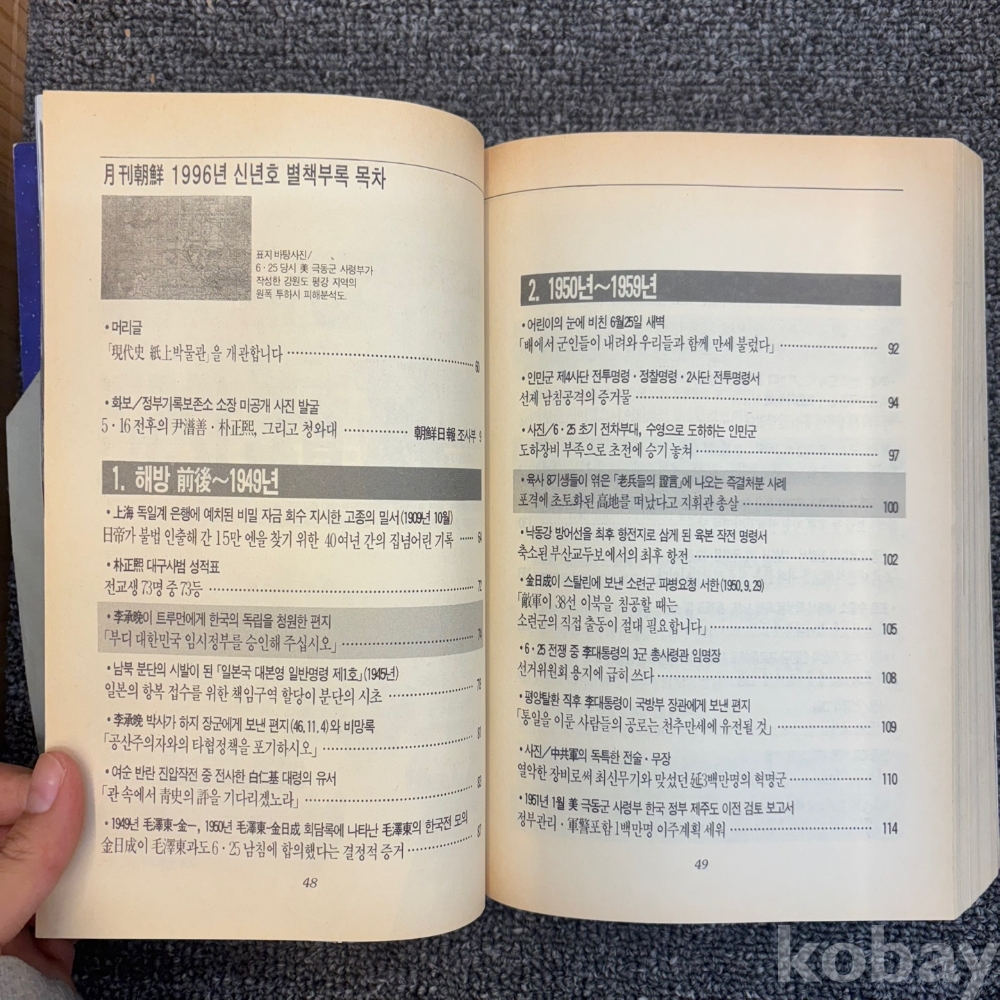 月刊朝鮮 1996년 신년호 별책부록 목차
표지 바탕사진/
6·25 당시 美 극동군 사령부가
작성한 강원도 평강 지역의
원폭 투하시 피해분석도.
·머리글
「現代史 紙上박물관」을 개관합니다 60
·화보/정부기록보존소 소장 미공개 사진 발굴
5·16 전후의 尹潽善·朴正熙, 그리고 청와대 朝鮮日報 조사부 9
1. 해방 前後~1949년
·上海 독일계 은행에 예치된 비밀 자금 회수 지시한 고종의 밀서(1909년 10월)
日帝가 불법 인출해 간 15만 엔을 찾기 위한 40여년 간의 집념어린 기록 64
·朴正熙 대구사범 성적표
전교생 73명 중 73등 72
·李承晩이 트루먼에게 한국의 독립을 청원한 편지
「부디 대한민국 임시정부를 승인해 주십시오」 74
·남북 분단의 시발이 된 「일본국 대본영 일반명령 제1호」(1945년)
일본의 항복 접수를 위한 책임구역 할당이 분단의 시초 78
·李承晩 박사가 하지 장군에게 보낸 편지(46.11.4)와 비망록
「공산주의자와의 타협정책을 포기하시오」 81
·여순 반란 진압작전 중 전사한 白仁基 대령의 유서
「관 속에서 靑史의 評을 기다리겠노라」 82
·1949년 毛澤東-金一, 1950년 毛澤東-金日成 회담록에 나타난 毛澤東의 한국전 모의
金日成이 毛澤東과도 6·25 남침에 합의했다는 결정적 증거 87
48
2. 1950년~1959년
·어린이의 눈에 비친 6월25일 새벽
「배에서 군인들이 내려와 우리들과 함께 만세 불렀다」 92
·인민군 제4사단 전투명령·정찰명령·2사단 전투명령서
선제 남침공격의 증거물 94
·사진/6·25 초기 전차부대, 수영으로 도하하는 인민군
도하장비 부족으로 초전에 승기 놓쳐 97
·육사 8기생들이 엮은 「老兵들의 證言」에 나오는 즉결처분 사례
포격에 초토화된 高地를 떠났다고 지휘관 총살 100
·낙동강 방어선을 최후 항전지로 삼게 된 육본 작전 명령서
축소된 부산교두보에서의 최후 항전 102
·金日成이 스탈린에 보낸 소련군 파병요청 서한(1950.9.29)
「敵軍이 38선 이북을 침공할 때는
소련군의 직접 출동이 절대 필요합니다」 105
·6·25 전쟁 중 李대통령의 3군 총사령관 임명장
선거위원회 용지에 급히 쓰다 108
·평양탈환 직후 李대통령이 국방부 장관에게 보낸 편지
「통일을 이룬 사람들의 공로는 천추만세에 유전될 것」 109
·사진/中共軍의 독특한 전술·무장
열악한 장비로써 최신무기와 맞섰던 延3백만명의 혁명군 110
·1951년 1월 美 극동군 사령부 한국 정부 제주도 이전 검토 보고서
정부관리·軍警포함 1백만명 이주계획 세워 114
49
kobay